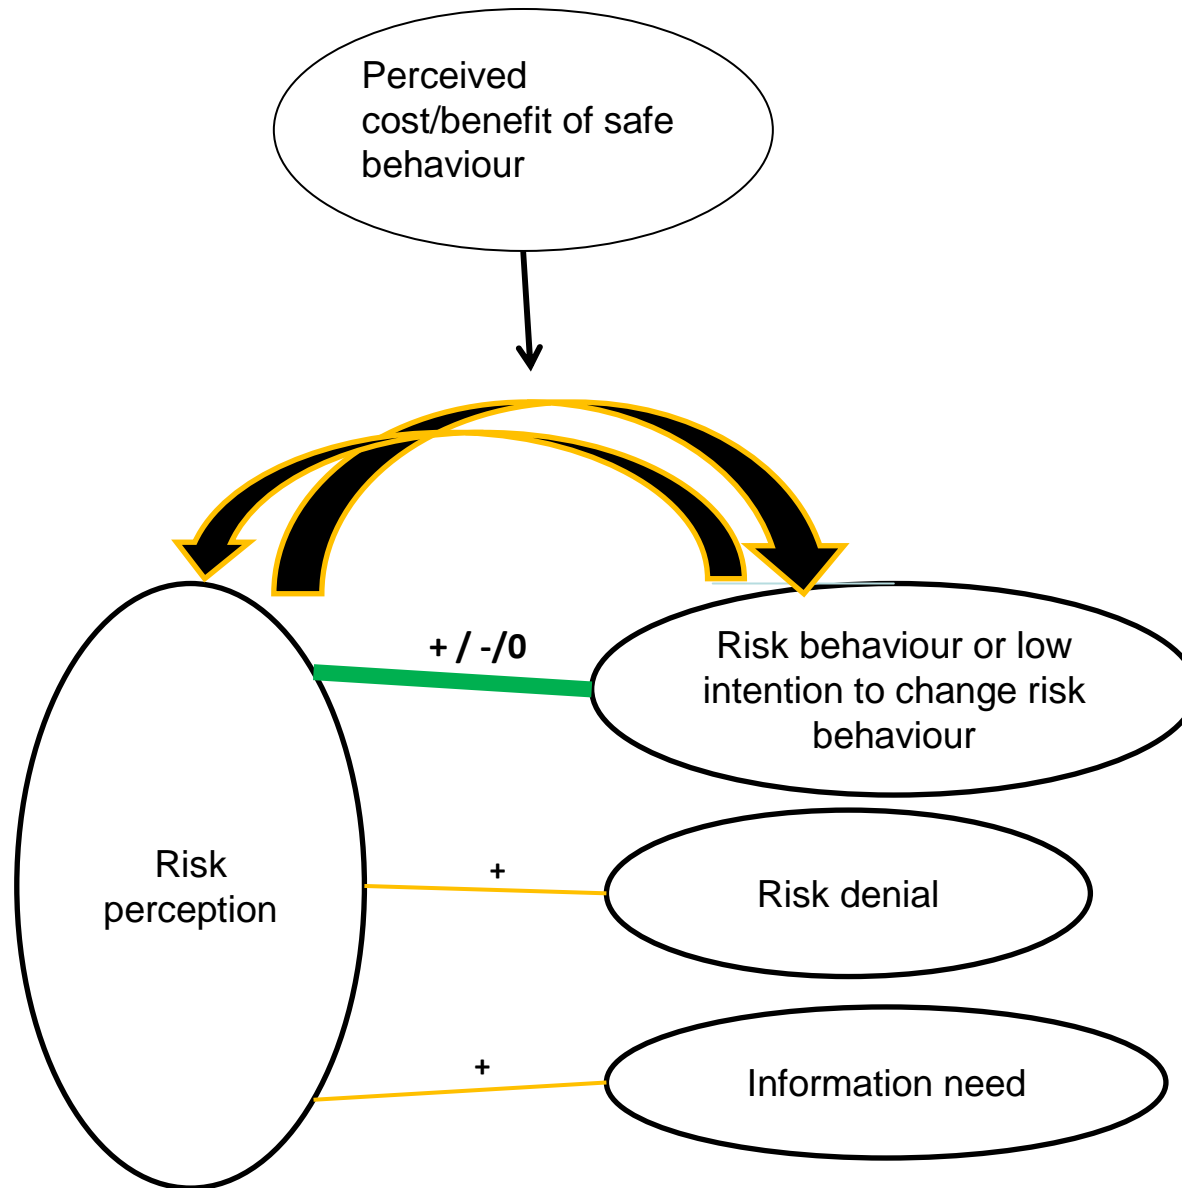 Perceived
cost/benefit of safe
behaviour
+ / -/0
Risk behaviour or low
intention to change risk
behaviour
Risk
perception
+
Risk denial
+
Information need